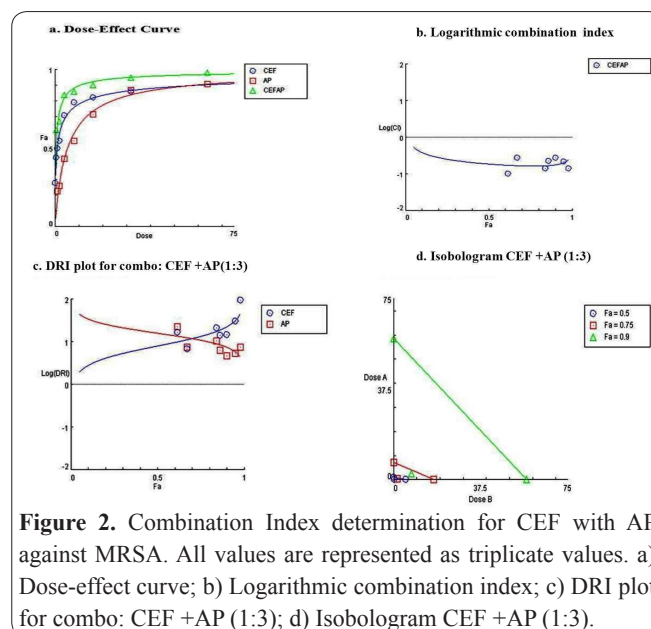 a. Dose-Effect Curve
1
Fa
0.5
0
0
Dose
75
CEF
AP
CEFAP
b. Logarithmic combination index
2
1
Log(CI)
0
-1
-2
0
0.5
Fa
1
CEFAP
c. DRI plot for combo: CEF +AP(1:3)
2
1
Log(DRI)
0
-1
-2
0
0.5
Fa
1
CEF
AP
d. Isobologram CEF +AP (1:3)
75
Dose A
37.5
0
0
37.5
Dose B
75
Fa = 0.5
Fa = 0.75
Fa = 0.9
Figure 2. Combination Index determination for CEF with AP
against MRSA. All values are represented as triplicate values. a)
Dose-effect curve; b) Logarithmic combination index; c) DRI plot
for combo: CEF +AP (1:3); d) Isobologram CEF +AP (1:3).